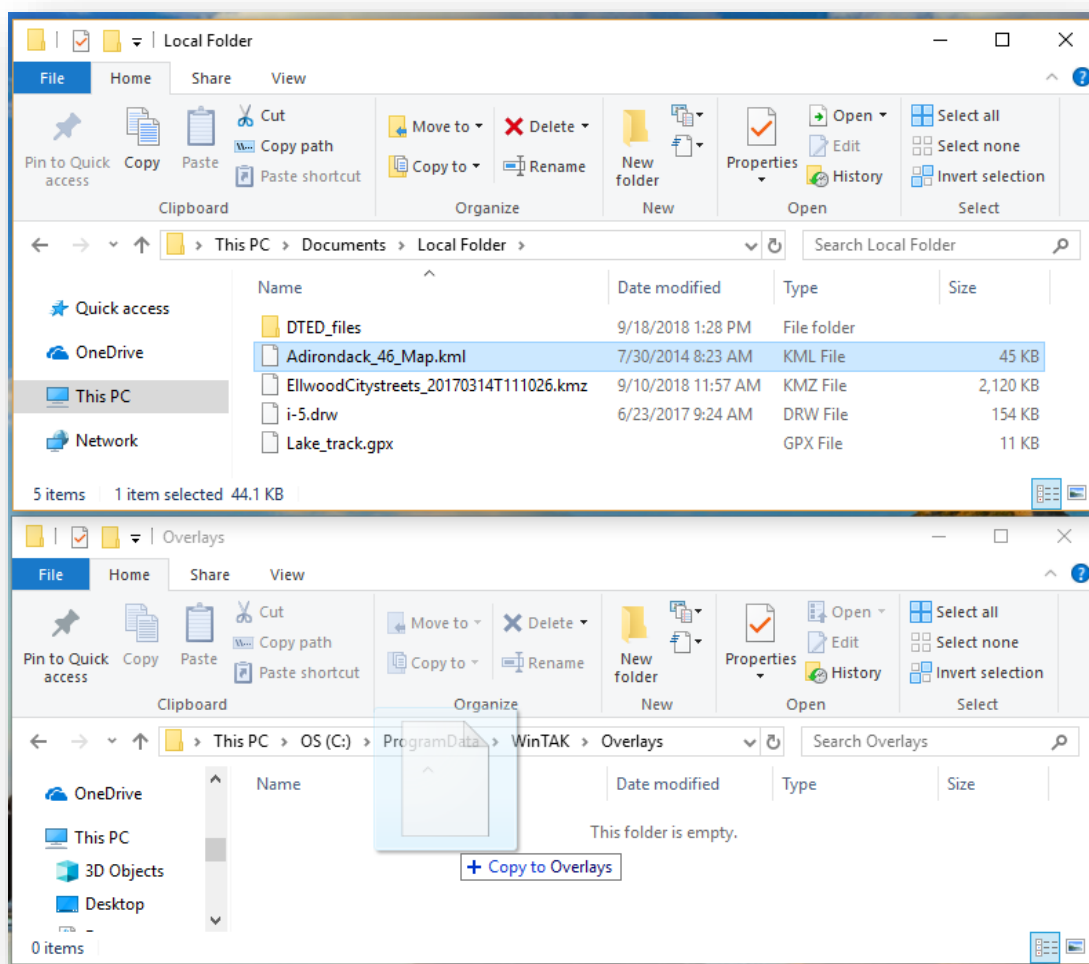 Local Folder
File Home Share View
Pin to Quick access Copy Paste Cut Copy path Paste shortcut Move to Copy to Delete Rename New folder Properties Open Edit History Select all Select none Invert selection
Clipboard Organize New Open Select
This PC > Documents > Local Folder > Search Local Folder
Name Date modified Type Size
Quick access
OneDrive
This PC
Network
DTED_files 9/18/2018 1:28 PM File folder
Adirondack_46_Map.kml 7/30/2014 8:23 AM KML File 45 KB
EllwoodCitystreets_20170314T111026.kmz 9/10/2018 11:57 AM KMZ File 2,120 KB
i-5.drw 6/23/2017 9:24 AM DRW File 154 KB
Lake_track.gpx GPX File 11 KB
5 items 1 item selected 44.1 KB
Overlays
File Home Share View
Pin to Quick access Copy Paste Cut Copy path Paste shortcut Move to Copy to Delete Rename New folder Properties Open Edit History Select all Select none Invert selection
Clipboard Organize New Open Select
This PC > OS (C:) > ProgramData > WinTAK > Overlays Search Overlays
Name Date modified Type Size
OneDrive
This PC
3D Objects
Desktop
This folder is empty.
+ Copy to Overlays
0 items